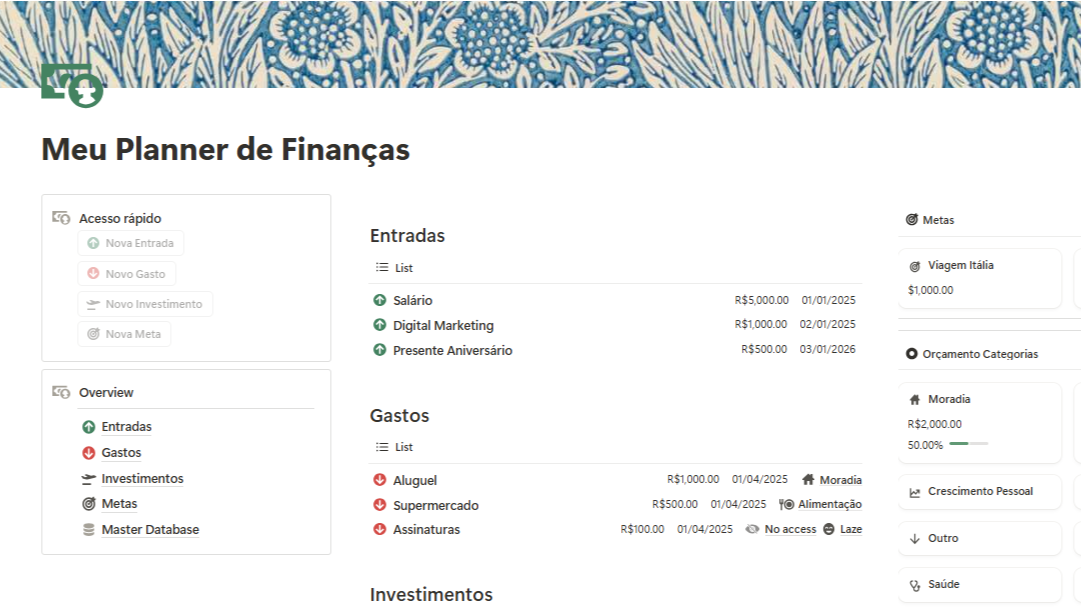 Meu Planner de Finanças
Acesso rápido
Nova Entrada
Novo Gasto
Novo Investimento
Nova Meta
Overview
Entradas
Gastos
Investimentos
Metas
Master Database
Entradas
List
Salário R$5,000.00 01/01/2025
Digital Marketing R$1,000.00 02/01/2025
Presente Aniversário R$500.00 03/01/2026
Gastos
List
Aluguel R$1,000.00 01/04/2025 Moradia
Supermercado R$500.00 01/04/2025 Alimentação
Assinaturas R$100.00 01/04/2025 No access Laze
Investimentos
Metas
Viagem Itália
$1,000.00
Orçamento Categorias
Moradia
R$2,000.00
50.00%
Crescimento Pessoal
Outro
Saúde